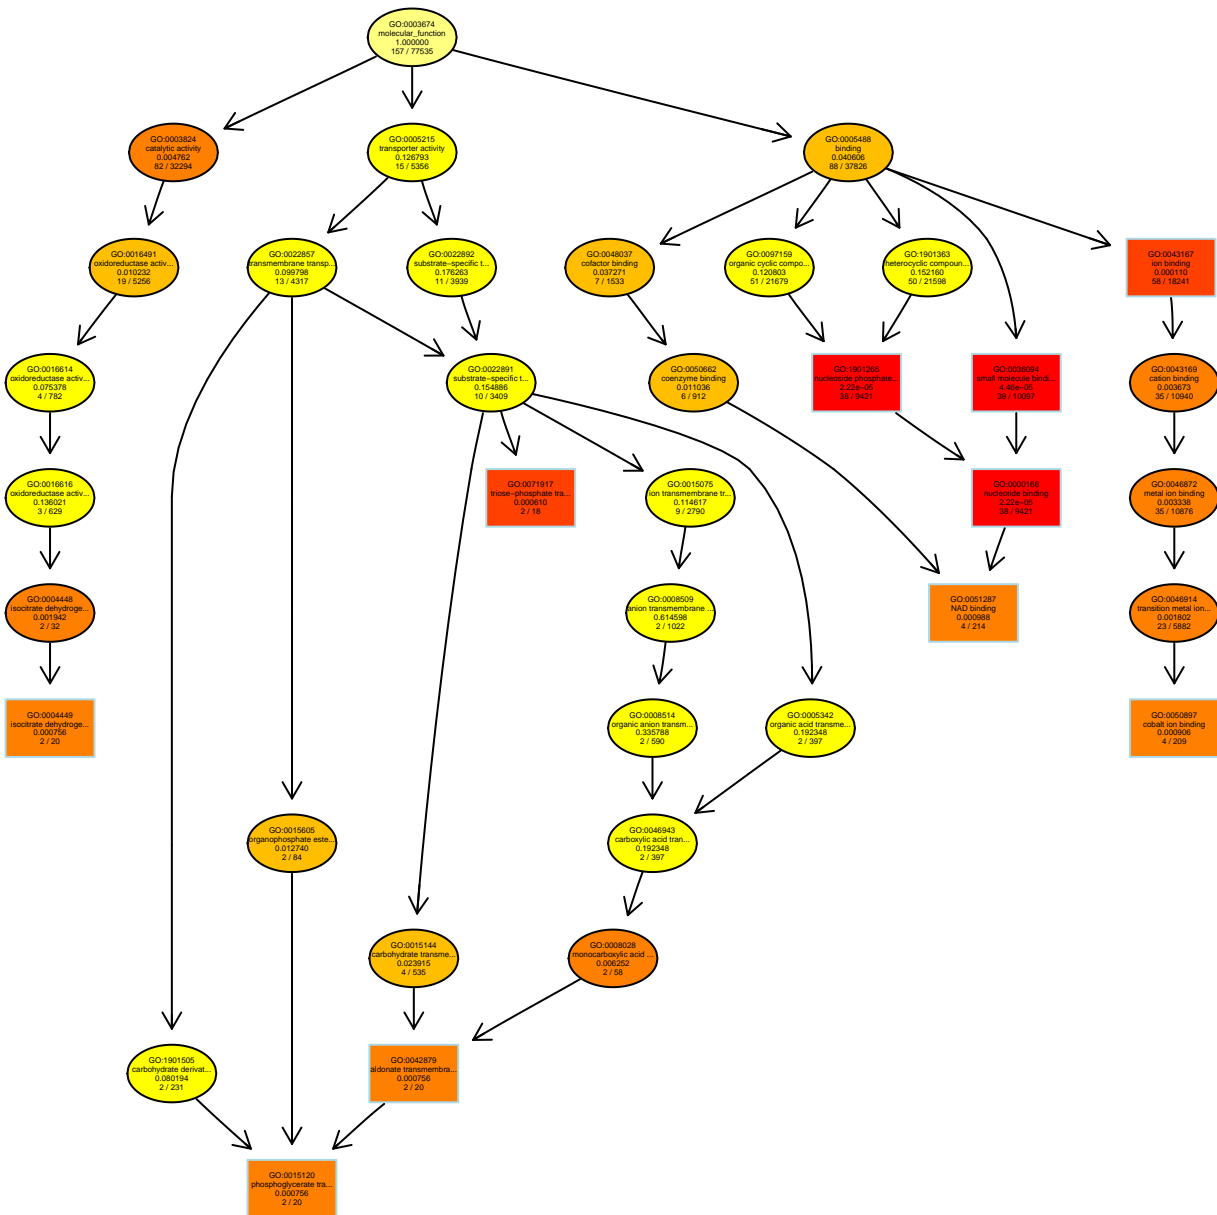 GO:0003674
molecular_function
1.000000
157 / 77535
GO:0003824
catalytic activity
0.004762
82 / 32294
GO:0005215
transporter activity
0.126793
15 / 5356
GO:0005488
binding
0.040606
88 / 37826
GO:0016491
oxidoreductase activ...
0.010232
19 / 5256
GO:0022857
transmembrane transp...
0.099798
13 / 4317
GO:0022892
substrate−specific t...
0.176263
11 / 3939
GO:0048037
cofactor binding
0.037271
7 / 1533
GO:0097159
organic cyclic compo...
0.120803
51 / 21679
GO:1901363
heterocyclic compoun...
0.152160
50 / 21598
GO:0043167
ion binding
0.000110
58 / 18241
GO:0016614
oxidoreductase activ...
0.075378
4 / 782
GO:0022891
substrate−specific t...
0.154886
10 / 3409
GO:0050662
coenzyme binding
0.011036
6 / 912
GO:1901265
nucleoside phosphate...
2.22e−05
38 / 9421
GO:0036094
small molecule bindi...
4.46e−05
39 / 10097
GO:0043169
cation binding
0.003673
35 / 10940
GO:0016616
oxidoreductase activ...
0.136021
3 / 629
GO:0071917
triose−phosphate tra...
0.000610
2 / 18
GO:0015075
ion transmembrane tr...
0.114617
9 / 2790
GO:0000166
nucleotide binding
2.22e−05
38 / 9421
GO:0046872
metal ion binding
0.003338
35 / 10876
GO:0004448
isocitrate dehydroge...
0.001942
2 / 32
GO:0008509
anion transmembrane ...
0.614598
2 / 1022
GO:0051287
NAD binding
0.000988
4 / 214
GO:0046914
transition metal ion...
0.001802
23 / 5882
GO:0004449
isocitrate dehydroge...
0.000756
2 / 20
GO:0008514
organic anion transm...
0.335788
2 / 590
GO:0005342
organic acid transme...
0.192348
2 / 397
GO:0050897
cobalt ion binding
0.000906
4 / 209
GO:0015605
organophosphate este...
0.012740
2 / 84
GO:0046943
carboxylic acid tran...
0.192348
2 / 397
GO:0015144
carbohydrate transme...
0.023915
4 / 535
GO:0008028
monocarboxylic acid ...
0.006252
2 / 58
GO:1901505
carbohydrate derivat...
0.080194
2 / 231
GO:0042879
aldonate transmembra...
0.000756
2 / 20
GO:0015120
phosphoglycerate tra...
0.000756
2 / 20